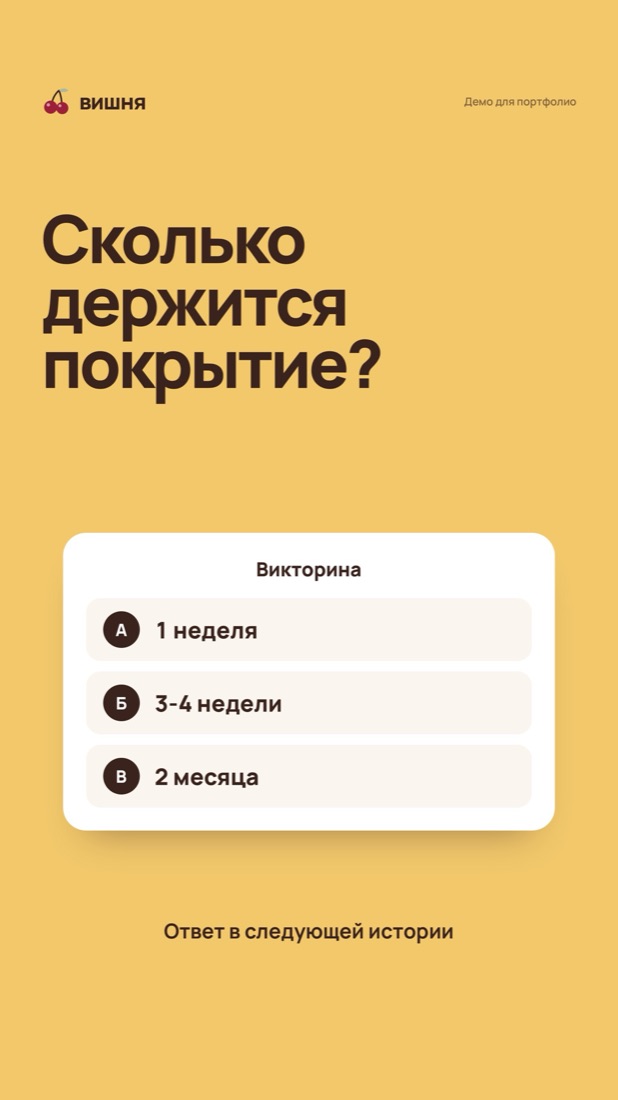 ВИШНЯ
Демо для портфолио
Сколько
держится
покрытие?
Викторина
А 1 неделя
Б 3-4 недели
В 2 месяца
Ответ в следующей истории